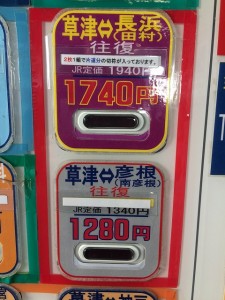 草津⇔長浜
(田村)
往復
2枚1組で片道分の切符が入っております。
JR定価 1940円
1740円
草津⇔彦根
(南彦根)
往復
JR定価 1340円
1280円
草津⇔神戸